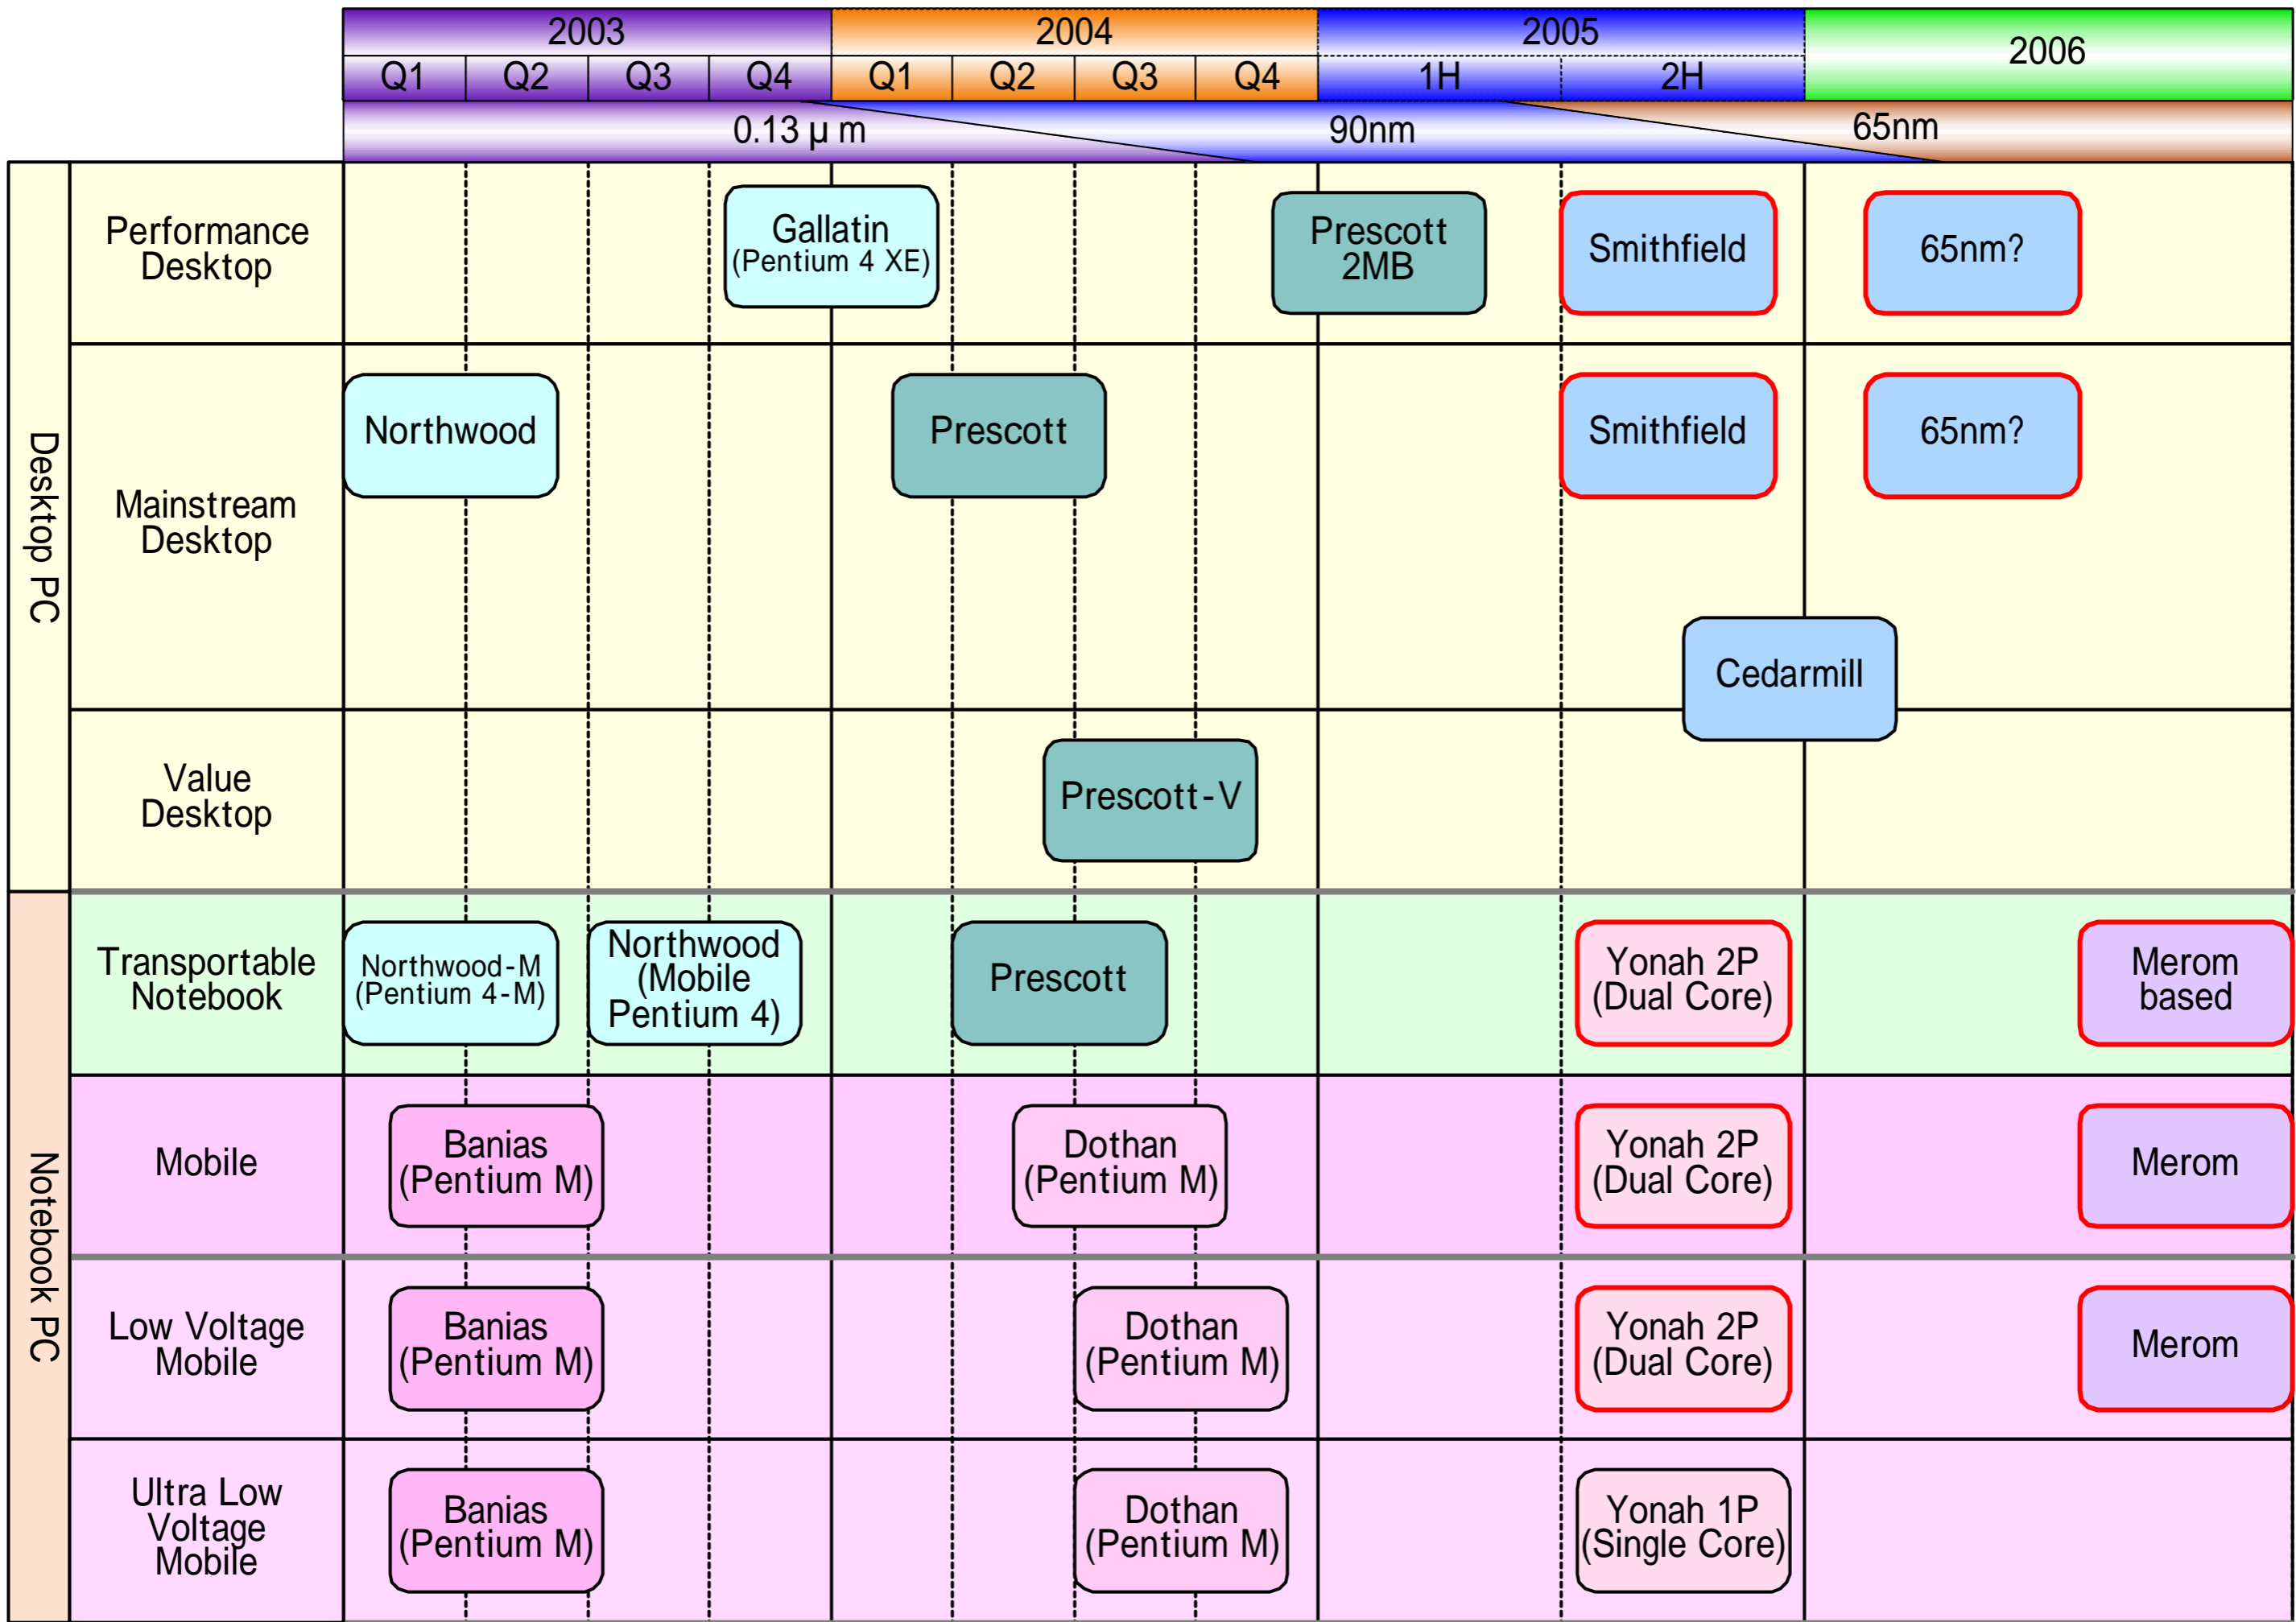 2003
2004
2005
2006
Q1
Q2
Q3
Q4
Q1
Q2
Q3
Q4
1H
2H
0.13 µ m
90nm
65nm
Desktop PC
Performance
Desktop
Gallatin
(Pentium 4 XE)
Prescott
2MB
Smithfield
65nm?
Mainstream
Desktop
Northwood
Prescott
Smithfield
65nm?
Cedarmill
Value
Desktop
Prescott-V
Notebook PC
Transportable
Notebook
Northwood-M
(Pentium 4-M)
Northwood
(Mobile
Pentium 4)
Prescott
Yonah 2P
(Dual Core)
Merom
based
Mobile
Banias
(Pentium M)
Dothan
(Pentium M)
Yonah 2P
(Dual Core)
Merom
Low Voltage
Mobile
Banias
(Pentium M)
Dothan
(Pentium M)
Yonah 2P
(Dual Core)
Merom
Ultra Low
Voltage
Mobile
Banias
(Pentium M)
Dothan
(Pentium M)
Yonah 1P
(Single Core)